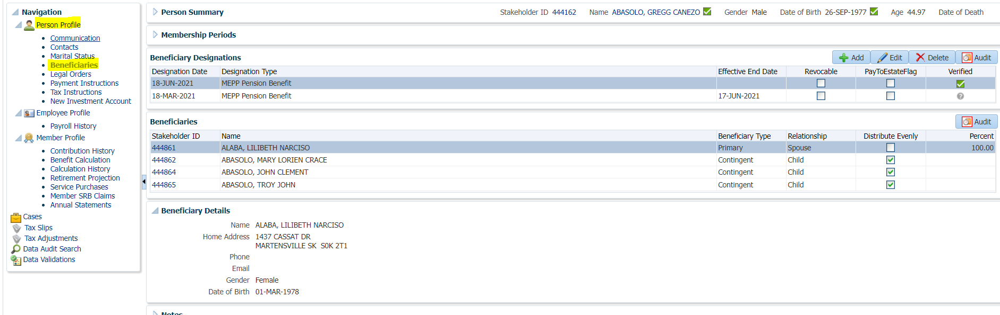 Navigation
Person Profile
Communication
Contacts
Marital Status
Beneficiaries
Legal Orders
Payment Instructions
Tax Instructions
New Investment Account
Employee Profile
Payroll History
Member Profile
Contribution History
Benefit Calculation
Calculation History
Retirement Projection
Service Purchases
Member SRB Claims
Annual Statements
Cases
Tax Slips
Tax Adjustments
Data Audit Search
Data Validations
Person Summary Stakeholder ID 444162 Name ABASOLO, GREGG CANEZO Gender Male Date of Birth 26-SEP-1977 Age 44.97 Date of Death
Membership Periods
Beneficiary Designations Add Edit Delete Audit
Designation Date Designation Type Effective End Date Revocable PayToEstateFlag Verified
18-JUN-2021 MEPP Pension Benefit
18-MAR-2021 MEPP Pension Benefit 17-JUN-2021
Beneficiaries Audit
Stakeholder ID Name Beneficiary Type Relationship Distribute Evenly Percent
444861 ALABA, LILIBETH NARCISO Primary Spouse 100.00
444862 ABASOLO, MARY LORIEN CRACE Contingent Child
444864 ABASOLO, JOHN CLEMENT Contingent Child
444865 ABASOLO, TROY JOHN Contingent Child
Beneficiary Details
Name ALABA, LILIBETH NARCISO
Home Address 1437 CASSAT DR
MARTENSVILLE SK S0K 2T1
Phone
Email
Gender Female
Date of Birth 01-MAR-1978
Notes